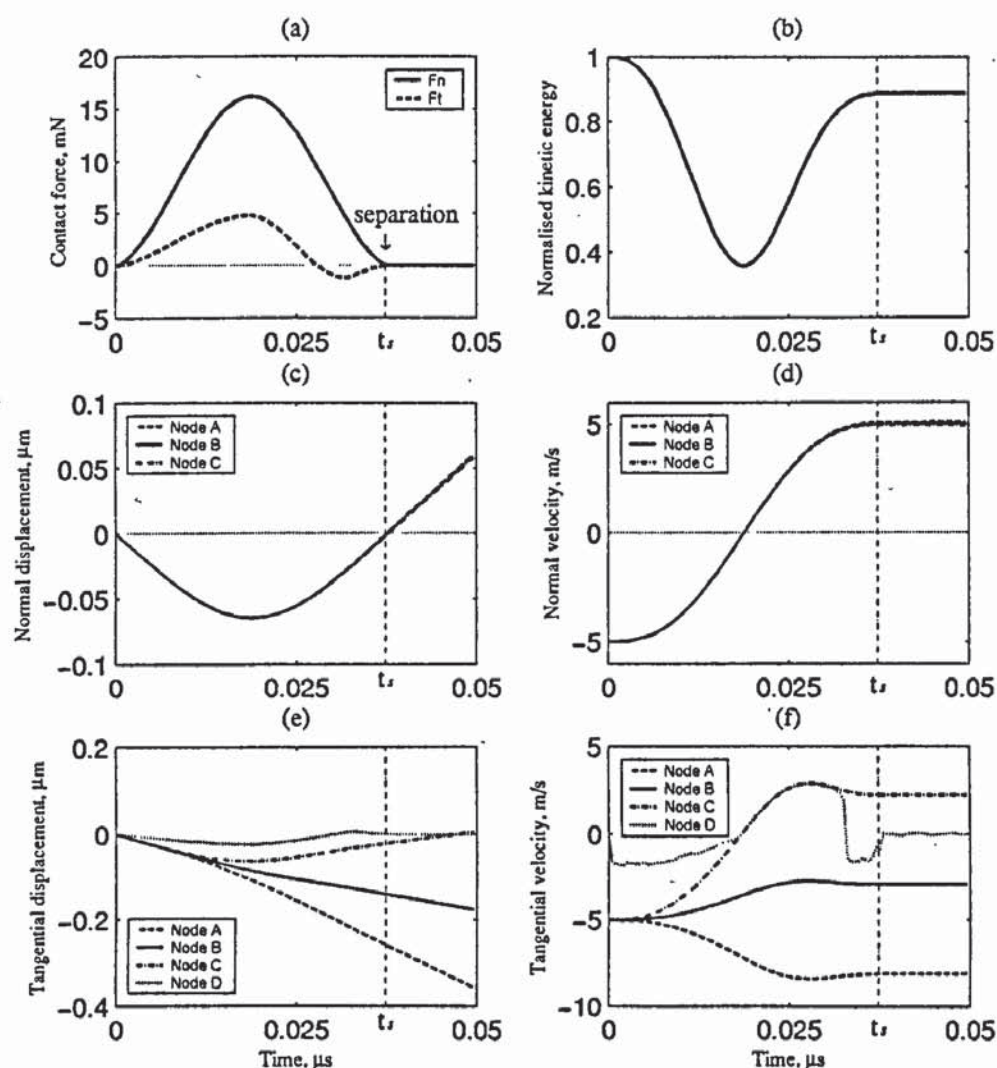 (a)
Contact force, mN
20
15
10
5
0
−5
Fn
Ft
separation
↓
0
0.025
ts
0.05
(b)
Normalised kinetic energy
1
0.8
0.6
0.4
0.2
0
0.025
ts
0.05
(c)
Normal displacement, μm
0.1
0.05
0
−0.05
−0.1
Node A
Node B
Node C
0
0.025
ts
0.05
(d)
Normal velocity, m/s
5
0
−5
Node A
Node B
Node C
0
0.025
ts
0.05
(e)
Tangential displacement, μm
0.2
0
−0.2
−0.4
Node A
Node B
Node C
Node D
0
0.025
ts
0.05
Time, μs
(f)
Tangential velocity, m/s
5
0
−5
−10
Node A
Node B
Node C
Node D
0
0.025
ts
0.05
Time, μs